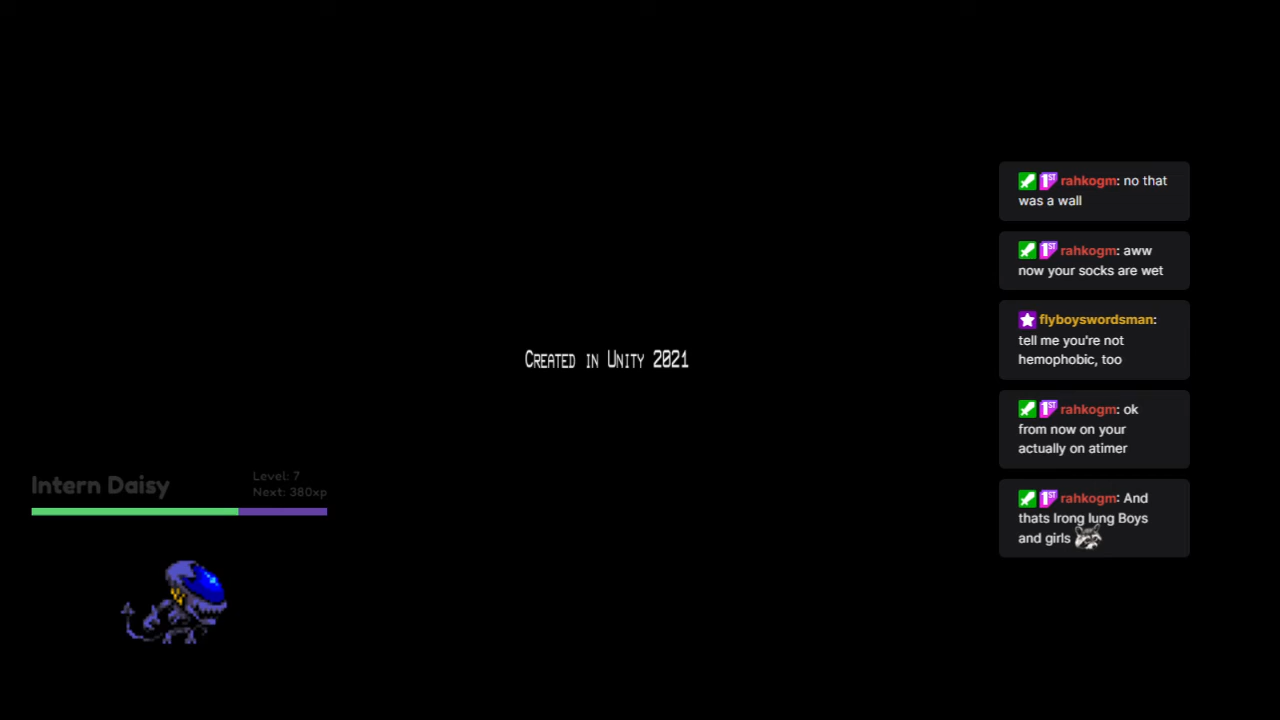 rahkogm: no that
was a wall
rahkogm: aww
now your socks are wet
Created in Unity 2021
flyboyswordsman:
tell me you're not
hemophobic, too
rahkogm: ok
from now on your
actually on atimer
Intern Daisy
Level: 7
Next: 380xp
rahkogm: And
thats Irong lung Boys
and girls